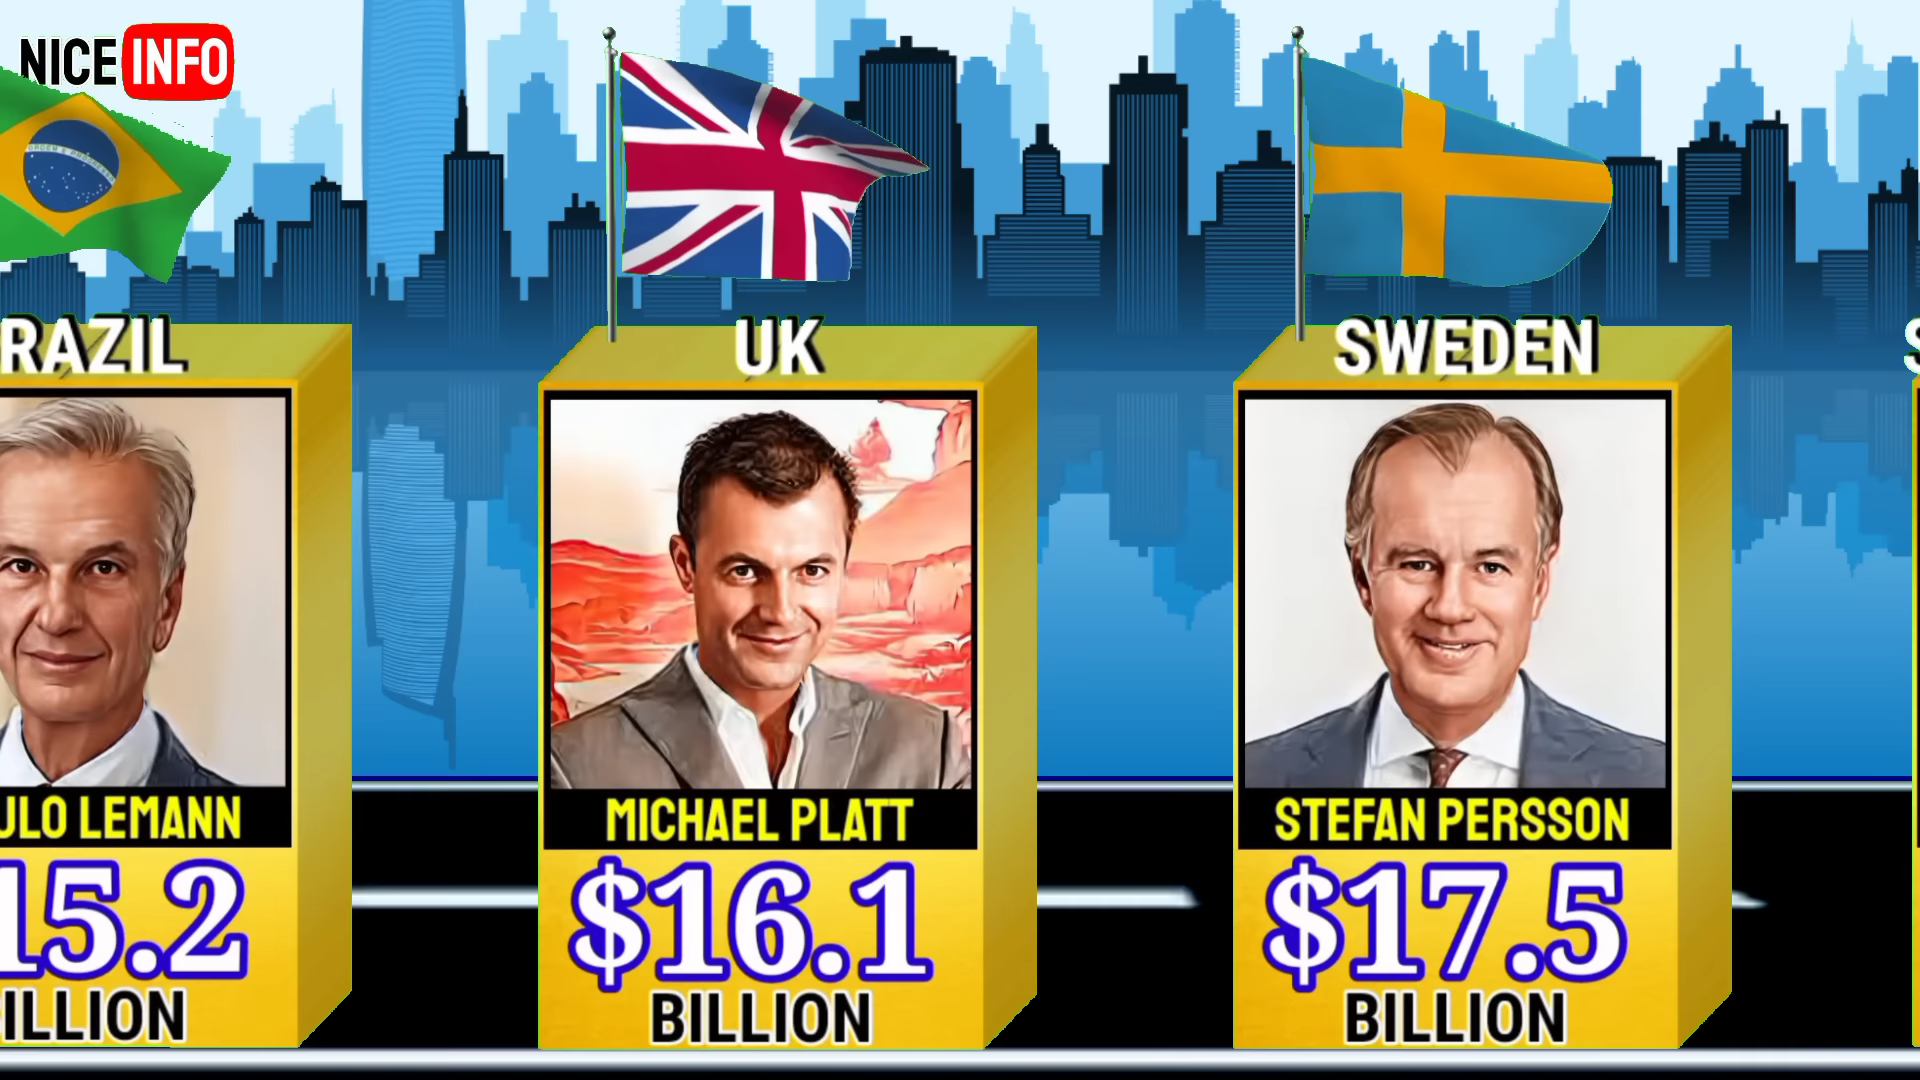 NICE INFO
RAZIL
ULO LEMANN
15.2
ILLION
UK
MICHAEL PLATT
$16.1
BILLION
SWEDEN
STEFAN PERSSON
$17.5
BILLION
S